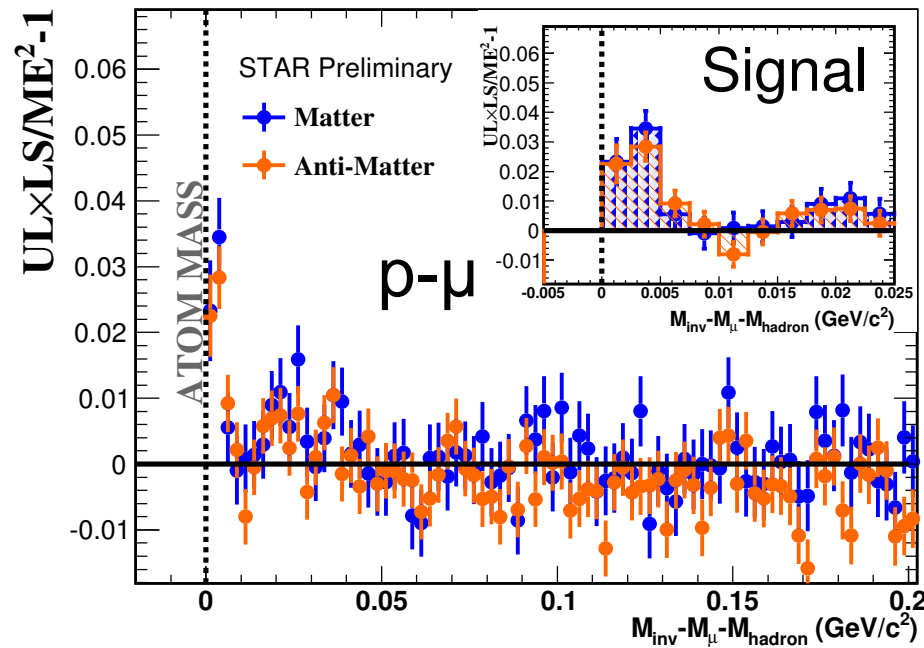 UL×LS/ME²-1
0.06
0.05
0.04
0.03
0.02
0.01
0
-0.01
STAR Preliminary
Matter
Anti-Matter
ATOM MASS
p-μ
0
0.05
0.1
0.15
0.2
M_inv-M_μ-M_hadron (GeV/c²)
Signal
UL×LS/ME²-1
0.06
0.05
0.04
0.03
0.02
0.01
0
-0.01
-0.005
0
0.005
0.01
0.015
0.02
0.025
M_inv-M_μ-M_hadron (GeV/c²)